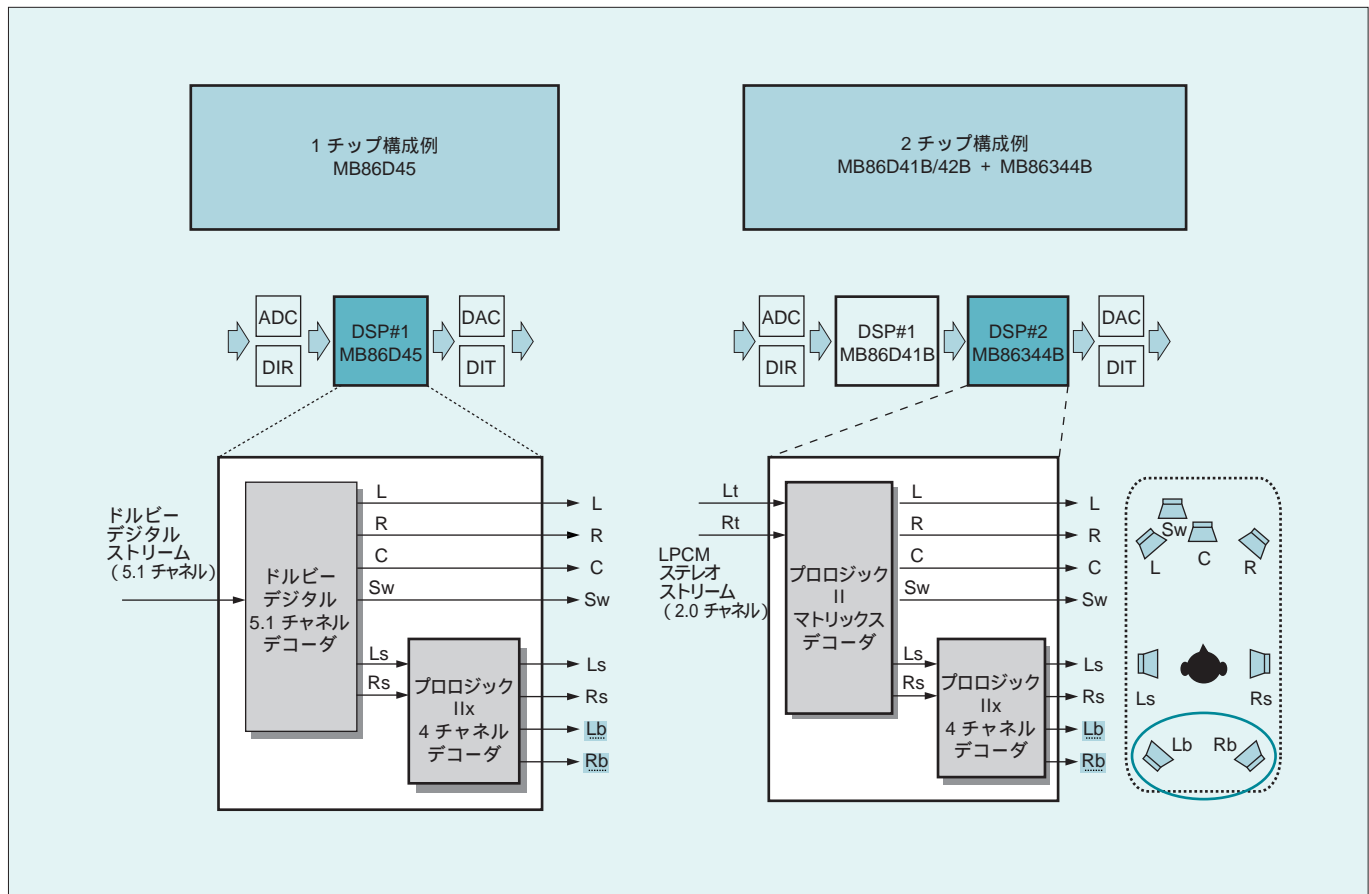 1 チップ構成例
MB86D45
2 チップ構成例
MB86D41B/42B + MB86344B
ADC
DIR
DSP#1
MB86D45
DAC
DIT
ADC
DIR
DSP#1
MB86D41B
DSP#2
MB86344B
DAC
DIT
ドルビー
デジタル
ストリーム
(5.1 チャネル)
ドルビー
デジタル
5.1 チャネル
デコーダ
L
R
C
Sw
Ls
Rs
プロロジック
IIx
4 チャネル
デコーダ
L
R
C
Sw
Ls
Rs
Lb
Rb
Lt
Rt
LPCM
ステレオ
ストリーム
(2.0 チャネル)
プロロジック
II
マトリックス
デコーダ
L
R
C
Sw
Ls
Rs
プロロジック
IIx
4 チャネル
デコーダ
L
R
C
Sw
Ls
Rs
Lb
Rb
Sw
L
C
R
Ls
Rs
Lb
Rb